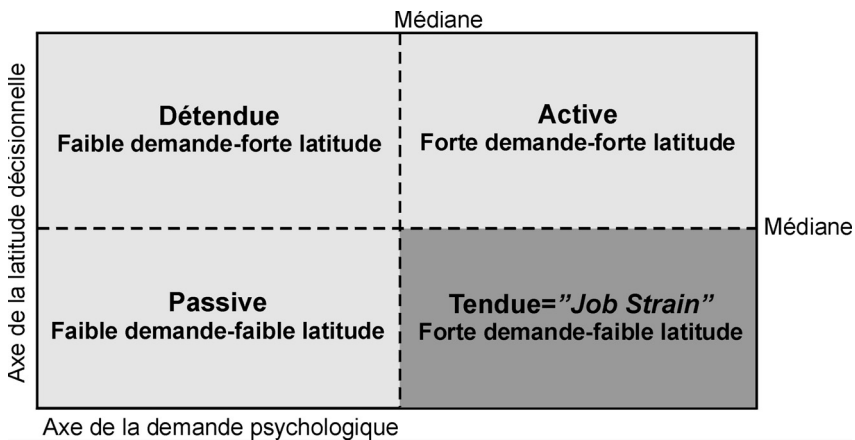 Médiane
Axe de la latitude décisionnelle
Détendue
Faible demande-forte latitude
Active
Forte demande-forte latitude
Médiane
Passive
Faible demande-faible latitude
Tendue=”Job Strain”
Forte demande-faible latitude
Axe de la demande psychologique